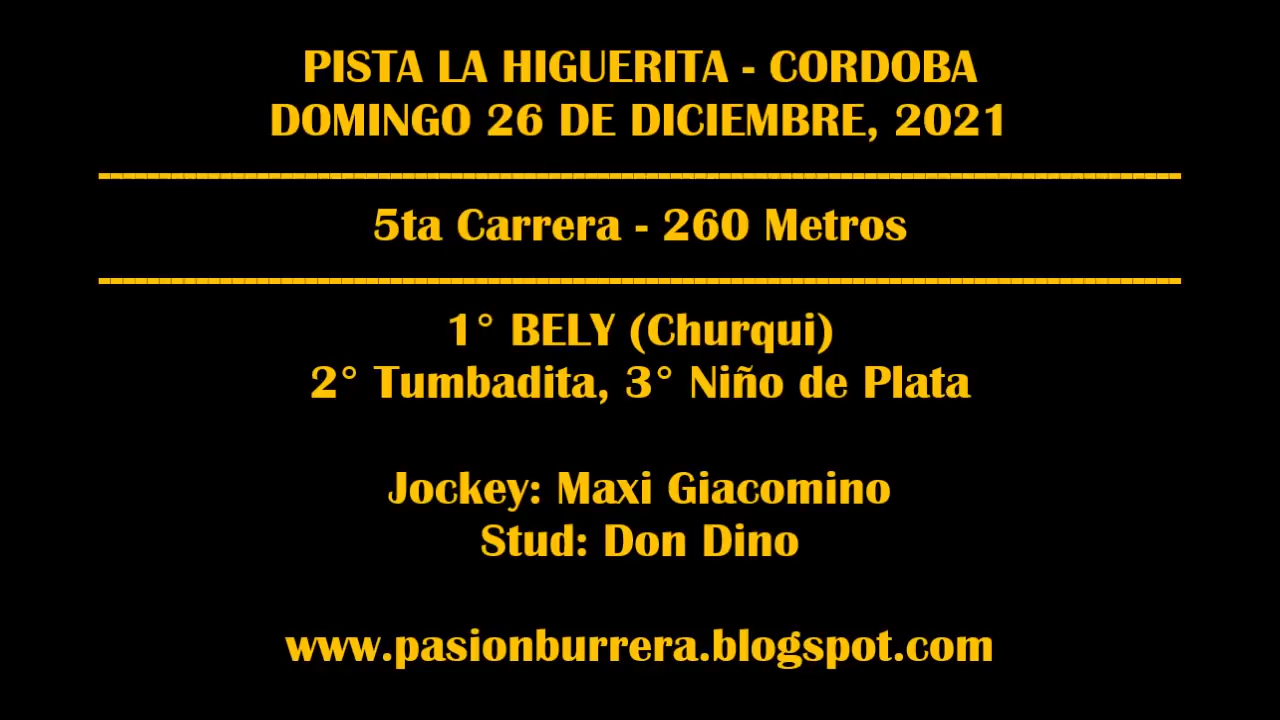 PISTA LA HIGUERITA - CORDOBA
DOMINGO 26 DE DICIEMBRE, 2021
5ta Carrera - 260 Metros
1° BELY (Churqui)
2° Tumbadita, 3° Niño de Plata
Jockey: Maxi Giacomino
Stud: Don Dino
www.pasionburrera.blogspot.com